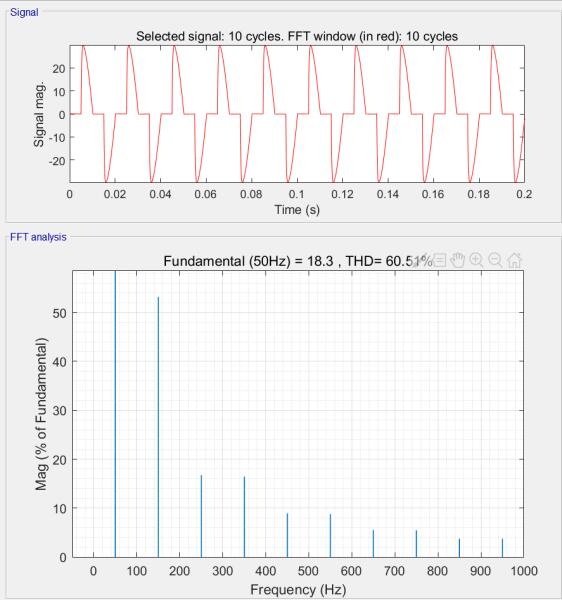 Signal
Selected signal: 10 cycles. FFT window (in red): 10 cycles
20
10
0
-10
-20
Signal mag.
0 0.02 0.04 0.06 0.08 0.1 0.12 0.14 0.16 0.18 0.2
Time (s)
FFT analysis
Fundamental (50Hz) = 18.3 , THD= 60.51%
50
40
30
20
10
0
Mag (% of Fundamental)
0 100 200 300 400 500 600 700 800 900 1000
Frequency (Hz)